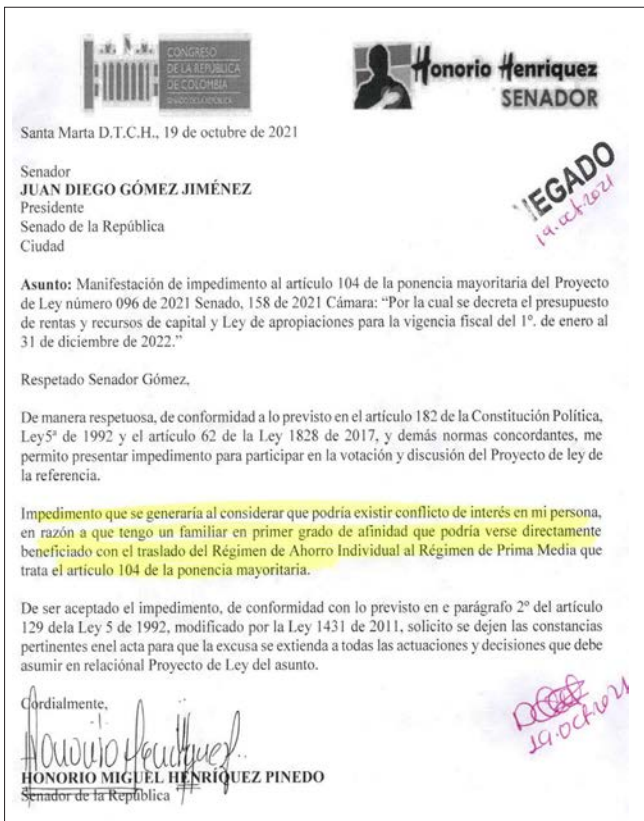 CONGRESO
DE LA REPÚBLICA
DE COLOMBIA
SENADO DE LA REPÚBLICA
Honorio Henriquez
SENADOR
Santa Marta D.T.C.H., 19 de octubre de 2021
Senador
JUAN DIEGO GÓMEZ JIMÉNEZ
Presidente
Senado de la República
Ciudad
NEGADO
19.oct.2021
Asunto: Manifestación de impedimento al artículo 104 de la ponencia mayoritaria del Proyecto
de Ley número 096 de 2021 Senado, 158 de 2021 Cámara: “Por la cual se decreta el presupuesto
de rentas y recursos de capital y Ley de apropiaciones para la vigencia fiscal del 1º. de enero al
31 de diciembre de 2022.”
Respetado Senador Gómez,
De manera respetuosa, de conformidad a lo previsto en el artículo 182 de la Constitución Política,
Ley5ª de 1992 y el artículo 62 de la Ley 1828 de 2017, y demás normas concordantes, me
permito presentar impedimento para participar en la votación y discusión del Proyecto de ley de
la referencia.
Impedimento que se generaría al considerar que podría existir conflicto de interés en mi persona,
en razón a que tengo un familiar en primer grado de afinidad que podría verse directamente
beneficiado con el traslado del Régimen de Ahorro Individual al Régimen de Prima Media que
trata el artículo 104 de la ponencia mayoritaria.
De ser aceptado el impedimento, de conformidad con lo previsto en e parágrafo 2º del artículo
129 dela Ley 5 de 1992, modificado por la Ley 1431 de 2011, solicito se dejen las constancias
pertinentes enel acta para que la excusa se extienda a todas las actuaciones y decisiones que debe
asumir en relaciónal Proyecto de Ley del asunto.
Cordialmente,
19.oct.2021
Honorio Henriquez
HONORIO MIGUEL HENRÍQUEZ PINEDO
Senador de la República